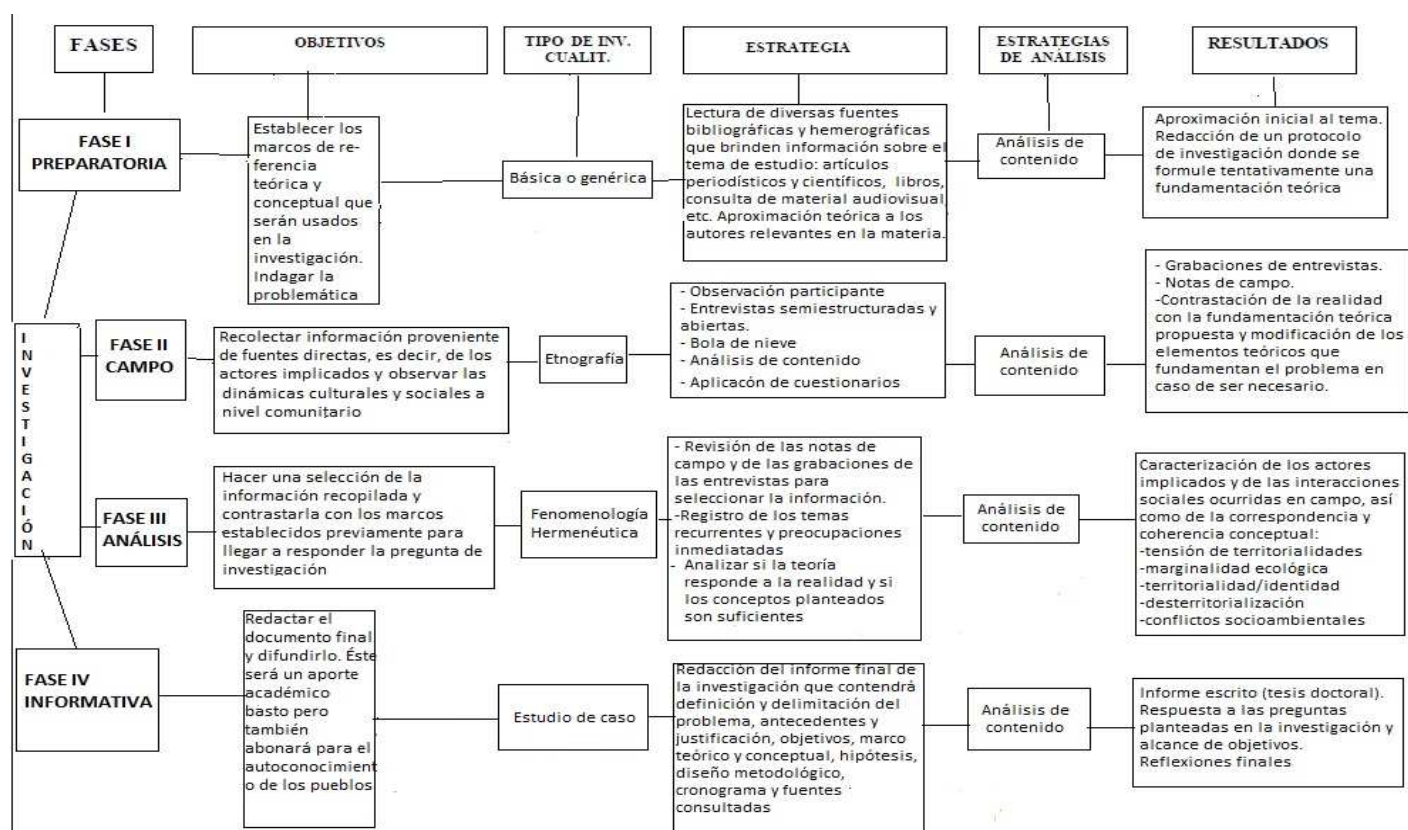 FASES
OBJETIVOS
TIPO DE INV.
CUALIT.
ESTRATEGIA
ESTRATEGIAS
DE ANÁLISIS
RESULTADOS
FASE I
PREPARATORIA
Establecer los
marcos de re-
ferencia
teórica y
conceptual que
serán usados
en la
investigación.
Indagar la
problemática
Básica o genérica
Lectura de diversas fuentes
bibliográficas y hemerográficas
que brinden información sobre el
tema de estudio: artículos
periodísticos y científicos, libros,
consulta de material audiovisual,
etc. Aproximación teórica a los
autores relevantes en la materia.
Análisis de
contenido
Aproximación inicial al tema.
Redacción de un protocolo
de investigación donde se
formule tentativamente una
fundamentación teórica
INVESTIGACIÓN
FASE II
CAMPO
Recolectar información proveniente
de fuentes directas, es decir, de los
actores implicados y observar las
dinámicas culturales y sociales a
nivel comunitario
Etnografía
- Observación participante
- Entrevistas semiestructuradas y
abiertas.
- Bola de nieve
- Análisis de contenido
- Aplicacón de cuestionarios
Análisis de
contenido
- Grabaciones de entrevistas.
- Notas de campo.
-Contrastación de la realidad
con la fundamentación teórica
propuesta y modificación de los
elementos teóricos que
fundamentan el problema en
caso de ser necesario.
FASE III
ANÁLISIS
Hacer una selección de la
información recopilada y
contrastarla con los marcos
establecidos previamente para
llegar a responder la pregunta de
investigación
Fenomenología
Hermenéutica
- Revisión de las notas de
campo y de las grabaciones de
las entrevistas para
seleccionar la información.
-Registro de los temas
recurrentes y preocupaciones
inmediatadas
- Analizar si la teoría
responde a la realidad y si
los conceptos planteados
son suficientes
Análisis de
contenido
Caracterización de los actores
implicados y de las interacciones
sociales ocurridas en campo, así
como de la correspondencia y
coherencia conceptual:
-tensión de territorialidades
-marginalidad ecológica
-territorialidad/identidad
-desterritorialización
-conflictos socioambientales
FASE IV
INFORMATIVA
Redactar el
documento final
y difundirlo. Éste
será un aporte
académico
basto pero
también
abonará para el
autoconocimient
o de los pueblos
Estudio de caso
Redacción del informe final de
la investigación que contendrá
definición y delimitación del
problema, antecedentes y
justificación, objetivos, marco
teórico y conceptual, hipótesis,
diseño metodológico,
cronograma y fuentes
consultadas
Análisis de
contenido
Informe escrito (tesis doctoral).
Respuesta a las preguntas
planteadas en la investigación y
alcance de objetivos.
Reflexiones finales